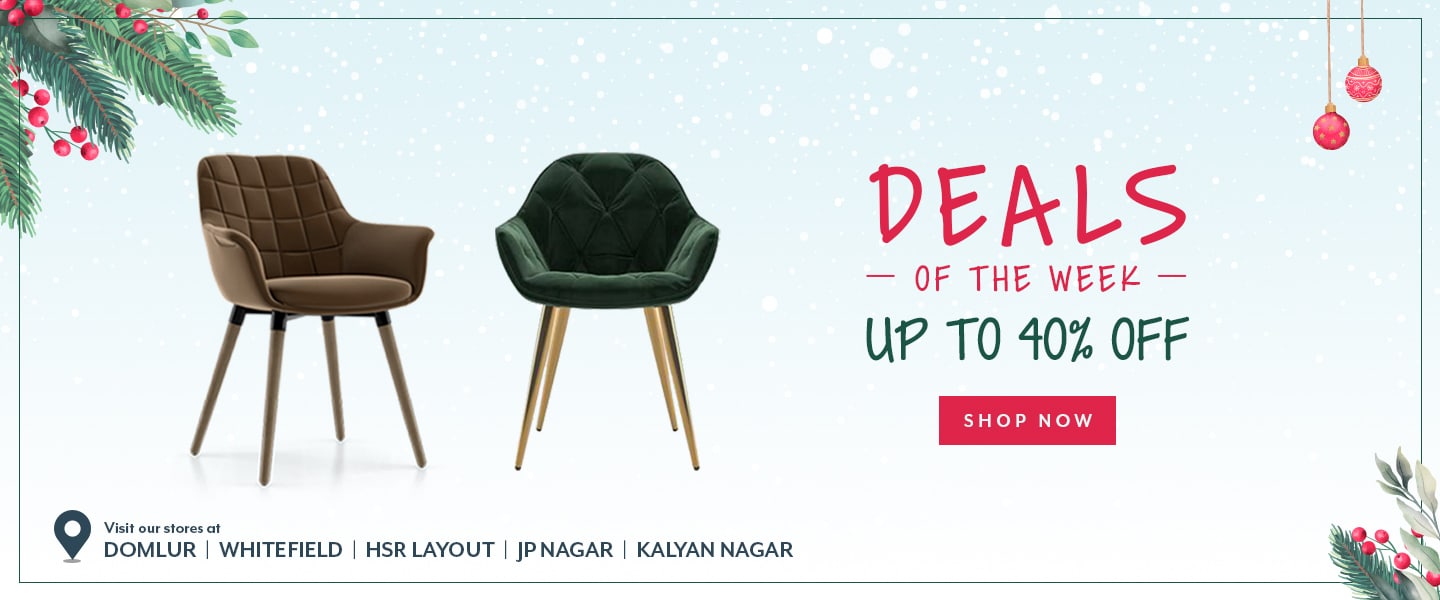 DEALS
— OF THE WEEK —
UP TO 40% OFF
SHOP NOW
Visit our stores at
DOMLUR | WHITEFIELD | HSR LAYOUT | JP NAGAR | KALYAN NAGAR